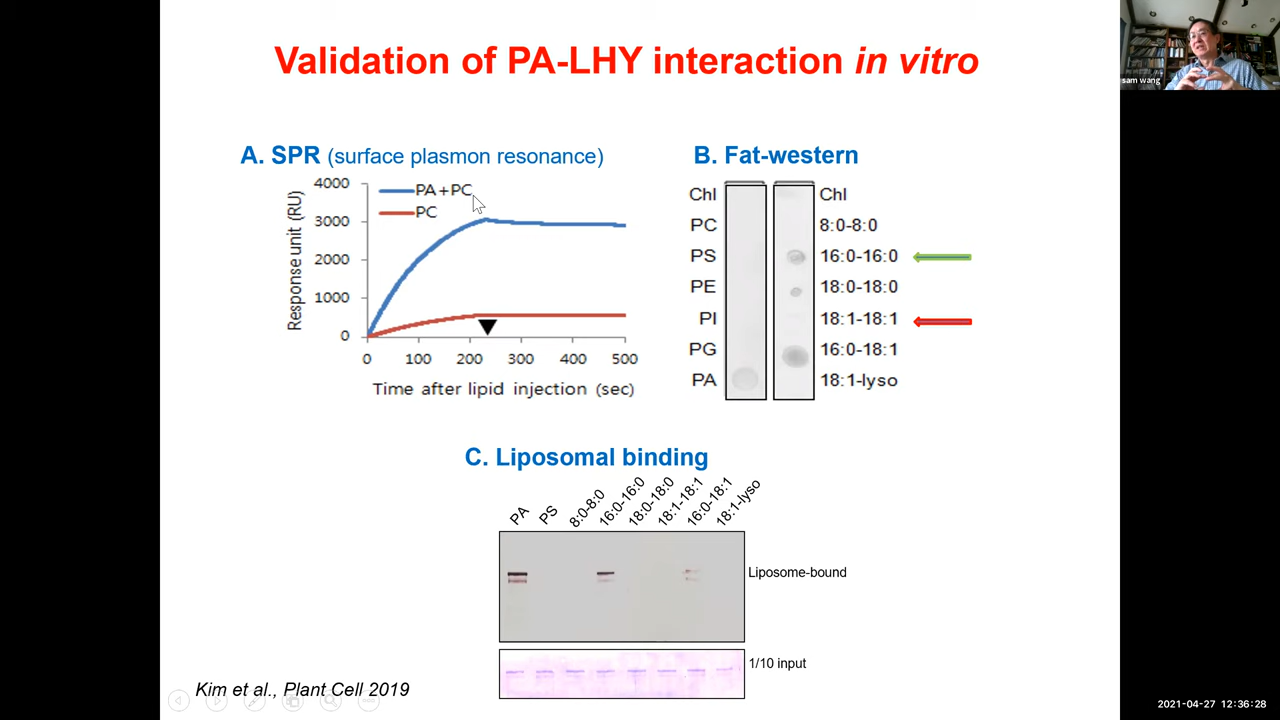 Validation of PA-LHY interaction in vitro
sam wang
A. SPR (surface plasmon resonance)
Response unit (RU)
4000
3000
2000
1000
0
PA+PC
PC
0 100 200 300 400 500
Time after lipid injection (sec)
B. Fat-western
Chl Chl
PC 8:0-8:0
PS 16:0-16:0
PE 18:0-18:0
PI 18:1-18:1
PG 16:0-18:1
PA 18:1-lyso
C. Liposomal binding
PA PS 8:0-8:0 16:0-16:0 18:0-18:0 18:1-18:1 16:0-18:1 18:1-lyso
Liposome-bound
1/10 input
Kim et al., Plant Cell 2019
2021-04-27 12:36:28